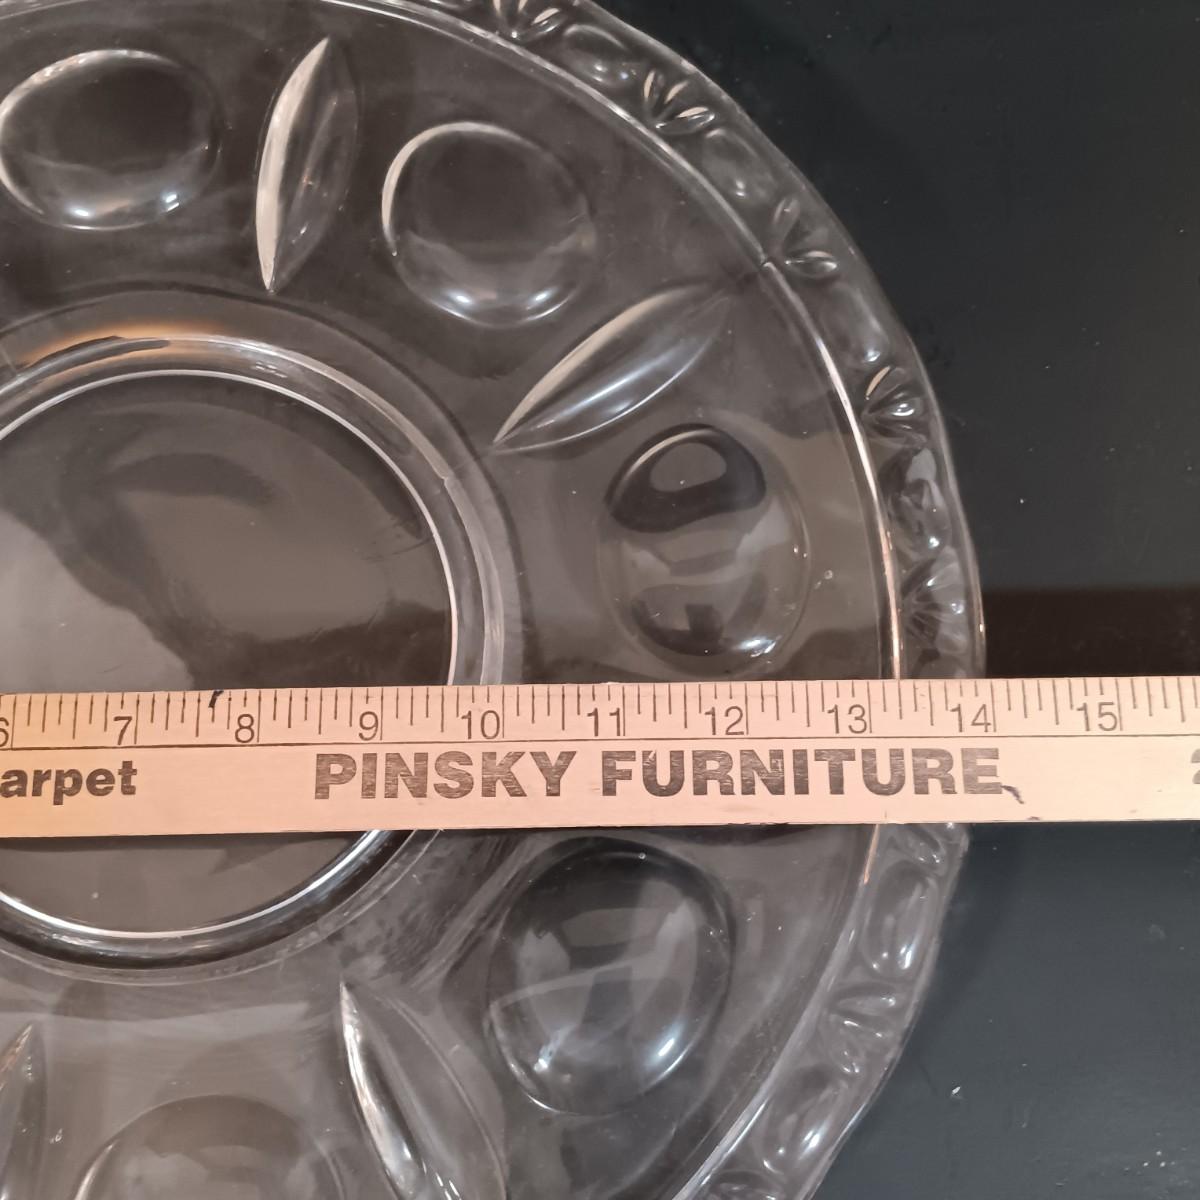 6 7 8 9 10 11 12 13 14 15
arpet PINSKY FURNITURE